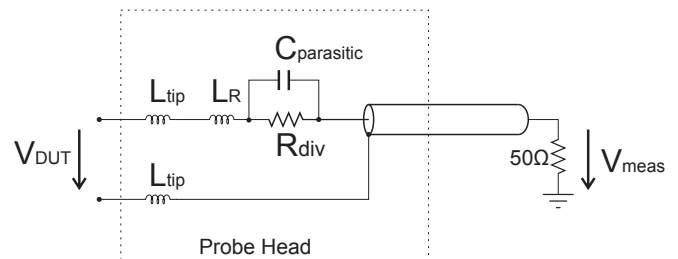 Cparasitic
Ltip
LR
Rdiv
VDUT
50Ω
Vmeas
Ltip
Probe Head